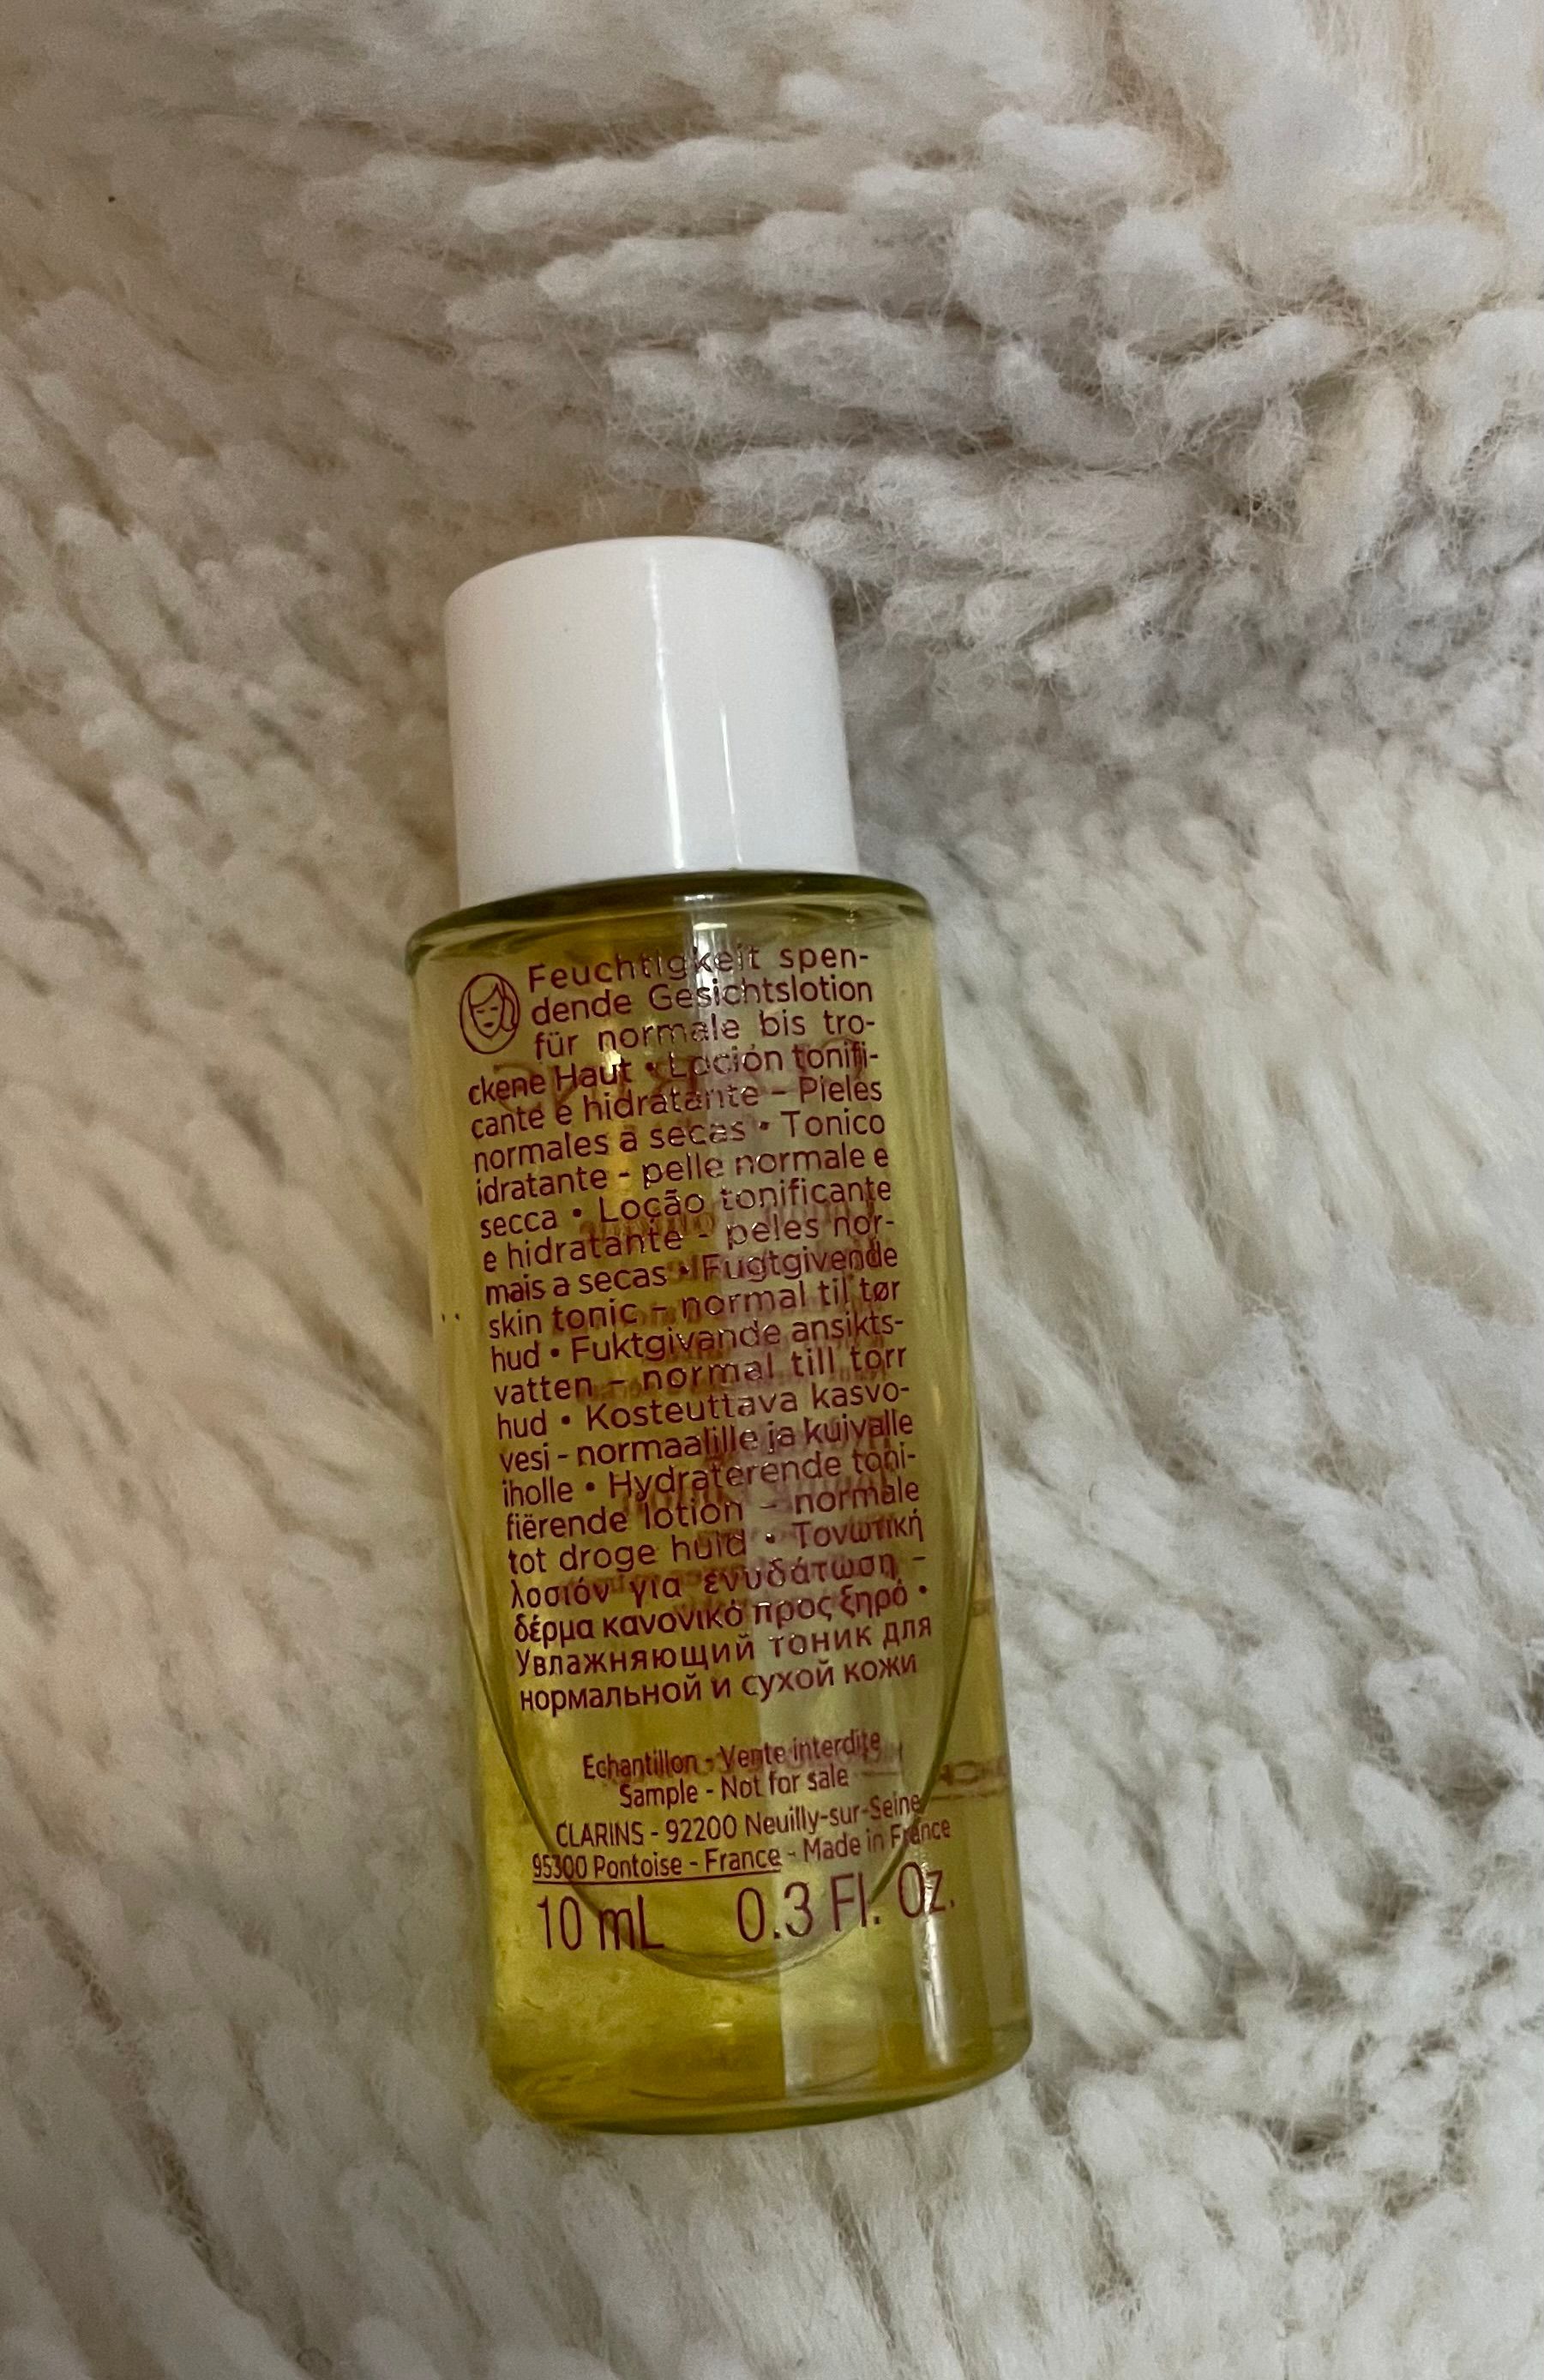 Feuchtigkeit spen-
dende Gesichtslotion
für normale bis tro-
ckene Haut • Loción tonifi-
cante e hidratante – Pieles
normales a secas • Tonico
idratante - pelle normale e
secca • Loção tonificante
e hidratante - peles nor-
mais a secas • Fugtgivende
skin tonic – normal til tør
hud • Fuktgivande ansikts-
vatten – normal till torr
hud • Kosteuttava kasvo-
vesi - normaalille ja kuivalle
iholle • Hydraterende toni-
fiërende lotion – normale
tot droge huid • Τονωτική
λοσιόν για ενυδάτωση –
δέρμα κανονικό προς ξηρό •
Увлажняющий тоник для
нормальной и сухой кожи
Echantillon - Vente interdite
Sample - Not for sale
CLARINS - 92200 Neuilly-sur-Seine
95300 Pontoise - France - Made in France
10 mL 0.3 Fl. Oz.